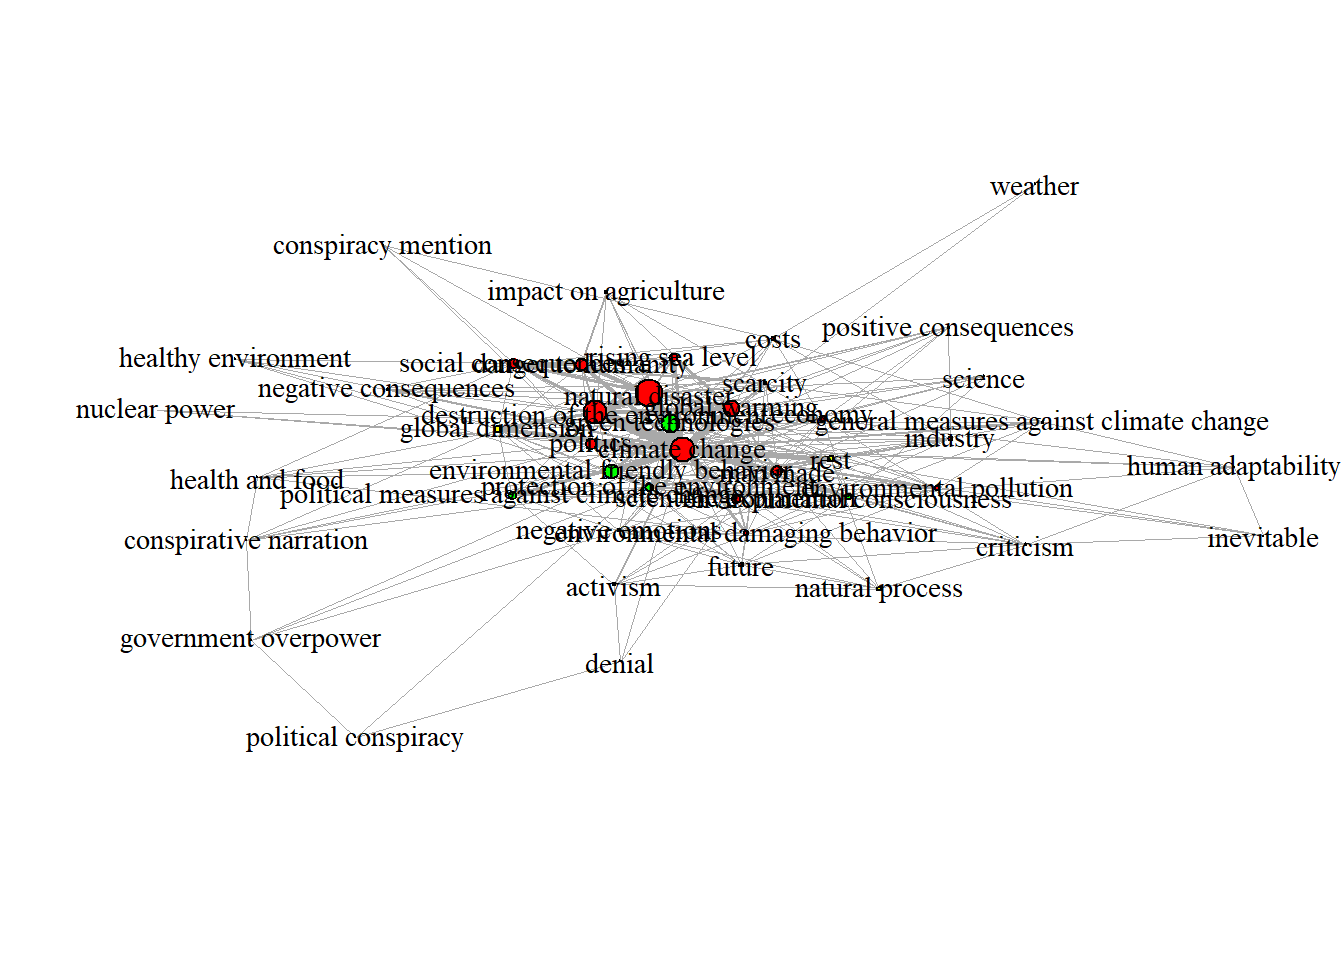 weather
conspiracy mention
impact on agriculture
positive consequences
costs
healthy environment
social consequences
danger to humanity
rising sea level
science
scarcity
negative consequences
natural disaster
nuclear power
global warming
destruction of the environment
economy
green technologies
general measures against climate change
global dimension
industry
politics
climate change
rest
human adaptability
environmental friendly behavior
man made
health and food
protection of the environment
environmental pollution
political measures against climate change
scientific explanation
environmental consciousness
negative emotions
environmental damaging behavior
conspirative narration
inevitable
criticism
future
activism
natural process
government overpower
denial
political conspiracy